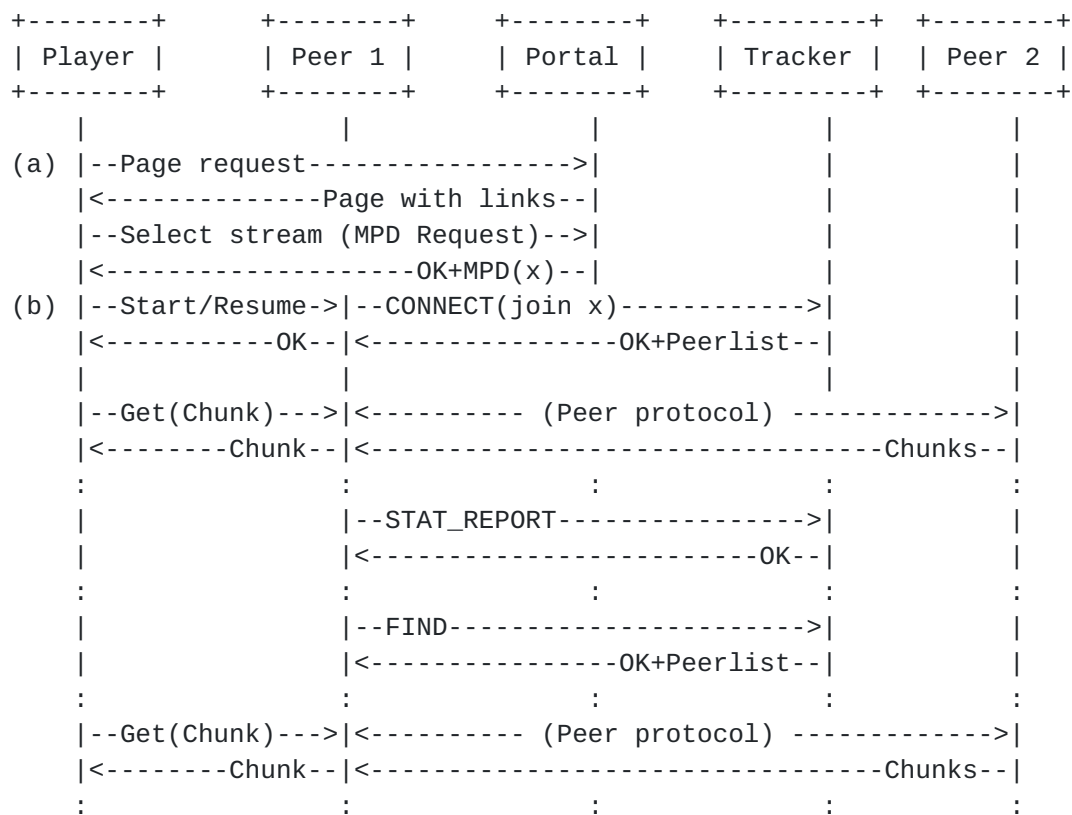 +--------+      +--------+     +--------+    +---------+  +--------+
| Player |      | Peer 1 |     | Portal |    | Tracker |  | Peer 2 |
+--------+      +--------+     +--------+    +---------+  +--------+
    |                |               |              |           |
(a) |--Page request----------------->|              |           |
    |<--------------Page with links--|              |           |
    |--Select stream (MPD Request)-->|              |           |
    |<--------------------OK+MPD(x)--|              |           |
(b) |--Start/Resume->|--CONNECT(join x)------------>|           |
    |<-----------OK--|<----------------OK+Peerlist--|           |
    |                |                              |           |
    |--Get(Chunk)--->|<---------- (Peer protocol) ------------->|
    |<--------Chunk--|<---------------------------------Chunks--|
    :                :               :              :           :
    |                |--STAT_REPORT---------------->|           |
    |                |<-------------------------OK--|           |
    :                :               :              :           :
    |                |--FIND----------------------->|           |
    |                |<----------------OK+Peerlist--|           |
    :                :               :              :           :
    |--Get(Chunk)--->|<---------- (Peer protocol) ------------->|
    |<--------Chunk--|<---------------------------------Chunks--|
    :                :               :              :           :